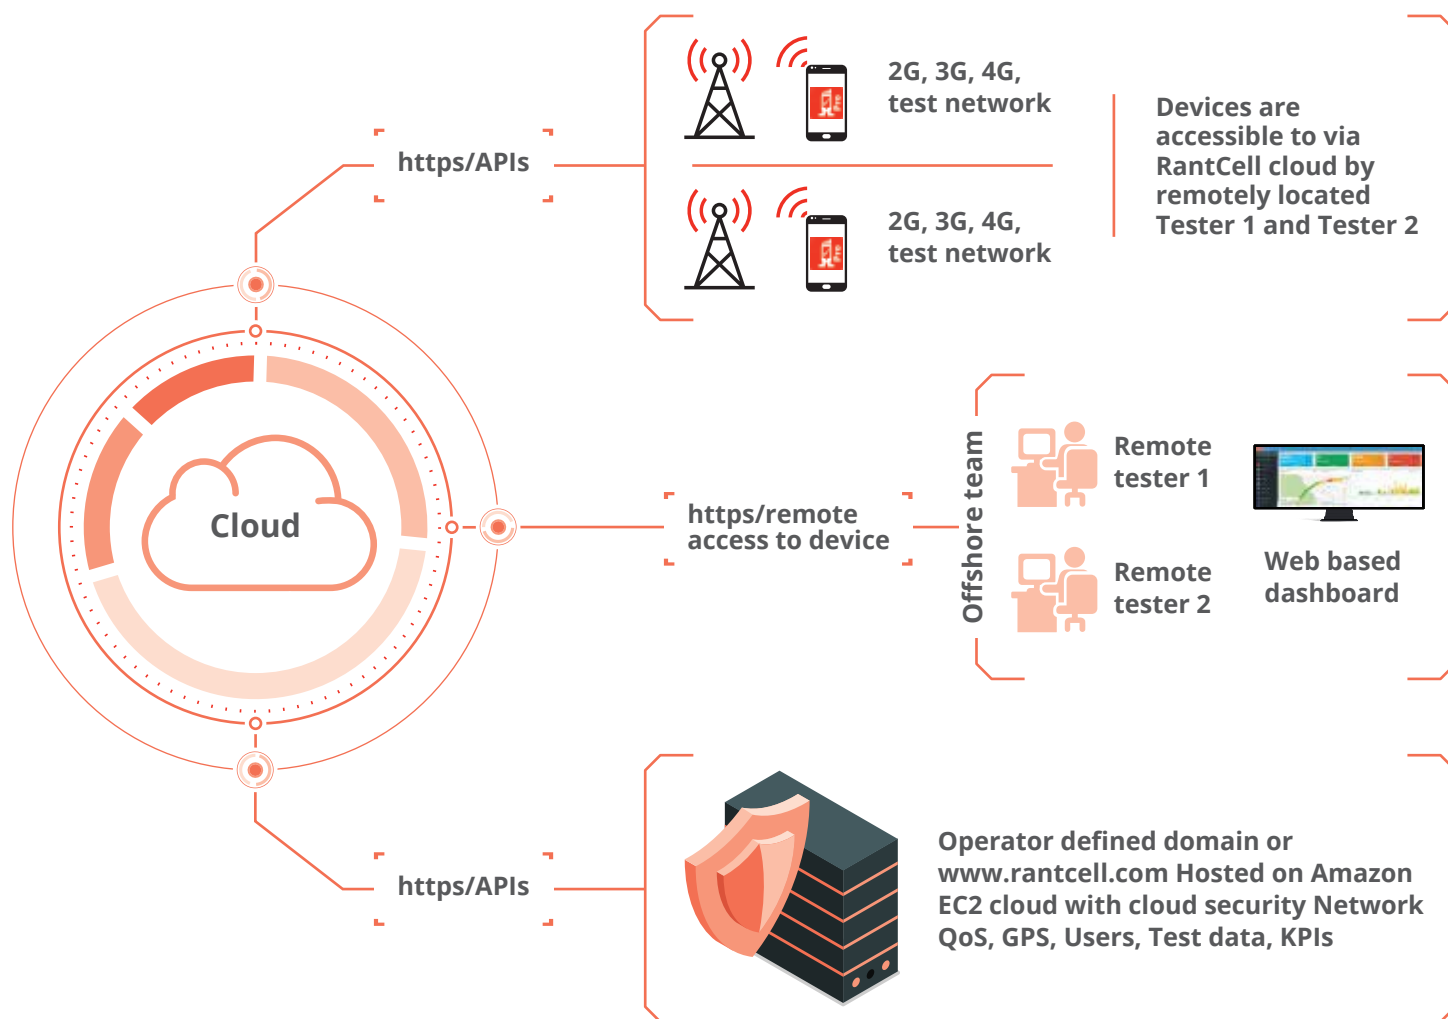 2G, 3G, 4G,
test network
Devices are
accessible to via
RantCell cloud by
remotely located
Tester 1 and Tester 2
https/APIs
2G, 3G, 4G,
test network
Cloud
https/remote
access to device
Offshore team
Remote
tester 1
Remote
tester 2
Web based
dashboard
https/APIs
Operator defined domain or
www.rantcell.com Hosted on Amazon
EC2 cloud with cloud security Network
QoS, GPS, Users, Test data, KPIs